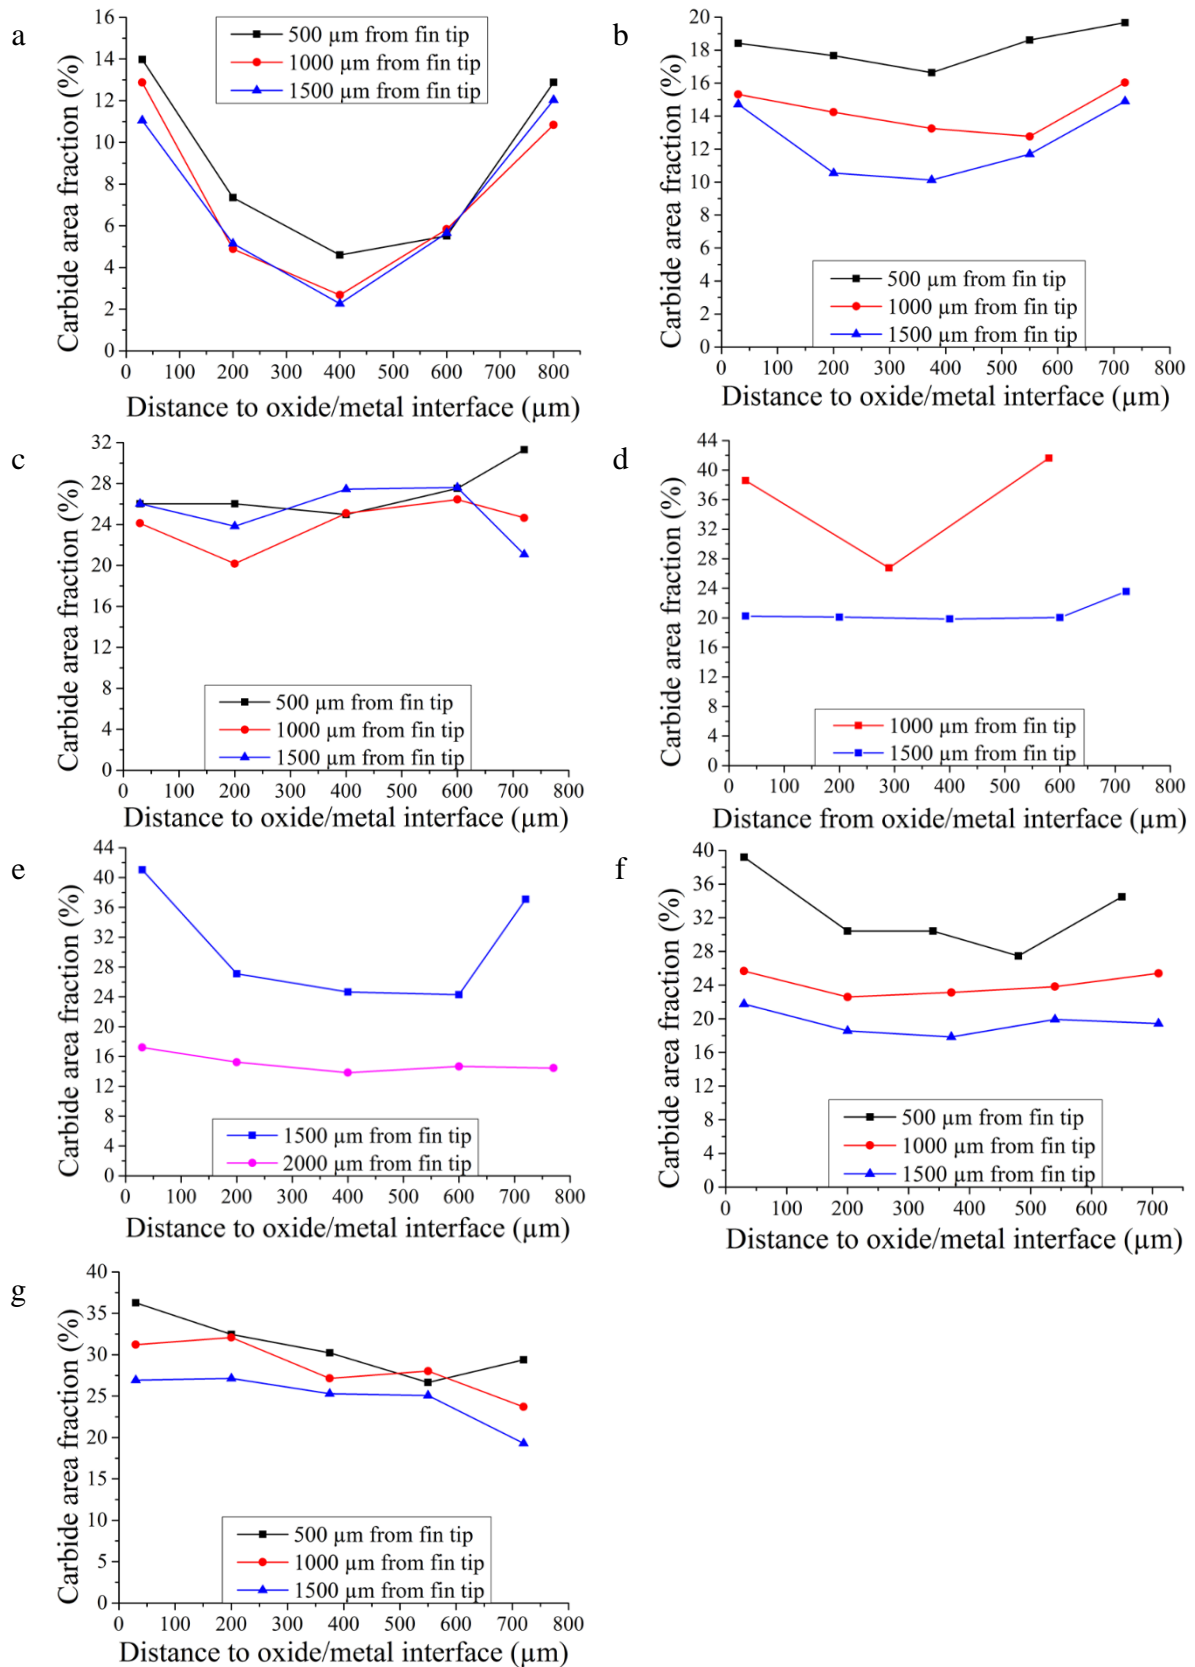 a
16
14
12
10
8
6
4
2
0
Carbide area fraction (%)
500 µm from fin tip
1000 µm from fin tip
1500 µm from fin tip
0 100 200 300 400 500 600 700 800
Distance to oxide/metal interface (µm)
b
20
18
16
14
12
10
8
6
4
2
0
Carbide area fraction (%)
500 µm from fin tip
1000 µm from fin tip
1500 µm from fin tip
0 100 200 300 400 500 600 700 800
Distance to oxide/metal interface (µm)
c
32
28
24
20
16
12
8
4
0
Carbide area fraction (%)
500 µm from fin tip
1000 µm from fin tip
1500 µm from fin tip
0 100 200 300 400 500 600 700 800
Distance to oxide/metal interface (µm)
d
44
40
36
32
28
24
20
16
12
8
4
0
Carbide area fraction (%)
1000 µm from fin tip
1500 µm from fin tip
0 100 200 300 400 500 600 700 800
Distance from oxide/metal interface (µm)
e
44
40
36
32
28
24
20
16
12
8
4
0
Carbide area fraction (%)
1500 µm from fin tip
2000 µm from fin tip
0 100 200 300 400 500 600 700 800
Distance to oxide/metal interface (µm)
f
40
36
32
28
24
20
16
12
8
4
0
Carbide area fraction (%)
500 µm from fin tip
1000 µm from fin tip
1500 µm from fin tip
0 100 200 300 400 500 600 700
Distance to oxide/metal interface (µm)
g
40
35
30
25
20
15
10
5
0
Carbide area fraction (%)
500 µm from fin tip
1000 µm from fin tip
1500 µm from fin tip
0 100 200 300 400 500 600 700 800
Distance to oxide/metal interface (µm)